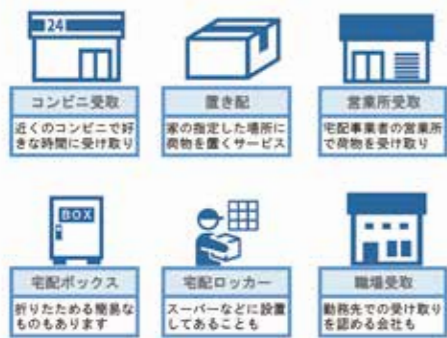 24
コンビニ受取
近くのコンビニで好
きな時間に受け取り
置き配
家の指定した場所に
荷物を置くサービス
営業所受取
宅配事業者の営業所
で荷物を受け取り
BOX
宅配ボックス
折りたためる簡易な
ものもあります
宅配ロッカー
スーパーなどに設置
してあることも
職場受取
勤務先での受け取り
を認める会社も